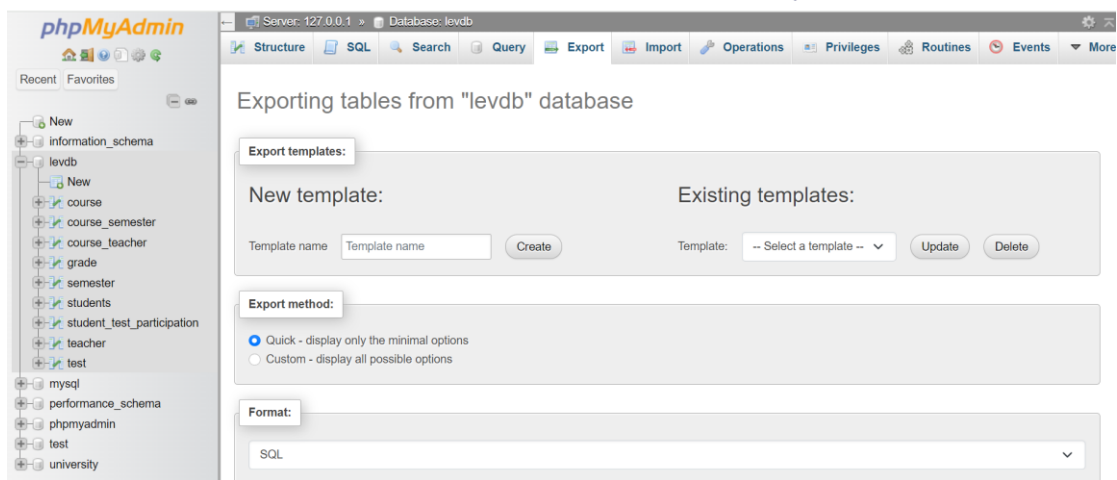 phpMyAdmin
Recent Favorites
New
information_schema
levdb
New
course
course_semester
course_teacher
grade
semester
students
student_test_participation
teacher
test
mysql
performance_schema
phpmyadmin
test
university
Server: 127.0.0.1 » Database: levdb
Structure SQL Search Query Export Import Operations Privileges Routines Events More
Exporting tables from "levdb" database
Export templates:
New template:
Template name Template name Create
Existing templates:
Template: -- Select a template -- Update Delete
Export method:
Quick - display only the minimal options
Custom - display all possible options
Format:
SQL